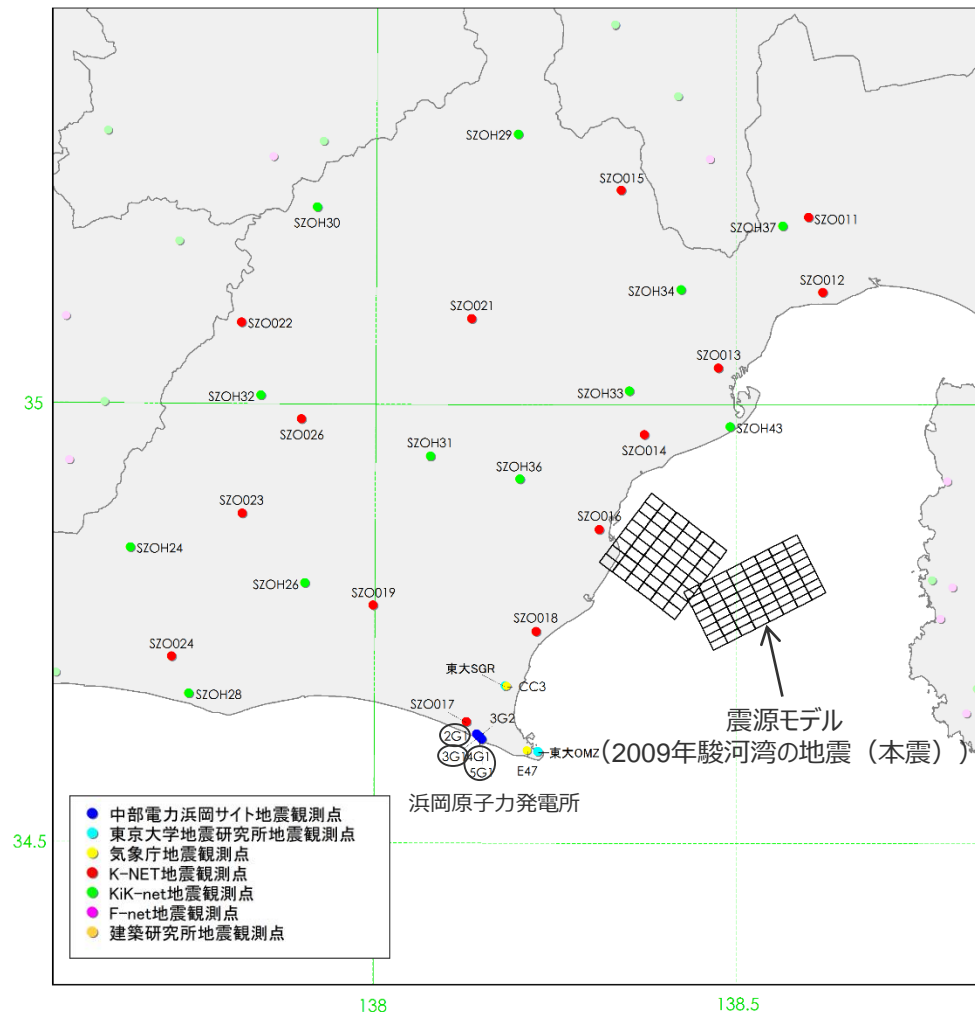 SZOH29
SZO015
SZOH30
SZO011
SZOH37
SZOH34
SZO012
SZO021
SZO022
SZO013
SZOH32
SZOH33
35
SZO026
SZOH43
SZO014
SZOH31
SZOH36
SZO023
SZO016
SZOH24
SZOH26
SZO019
SZO018
SZO024
東大SGR
CC3
SZOH28
SZO017
3G2
震源モデル
2G1
(2009年駿河湾の地震(本震))
3G1
4G1
東大OMZ
5G1
E47
浜岡原子力発電所
中部電力浜岡サイト地震観測点
東京大学地震研究所地震観測点
34.5
気象庁地震観測点
K-NET地震観測点
KiK-net地震観測点
F-net地震観測点
建築研究所地震観測点
138
138.5